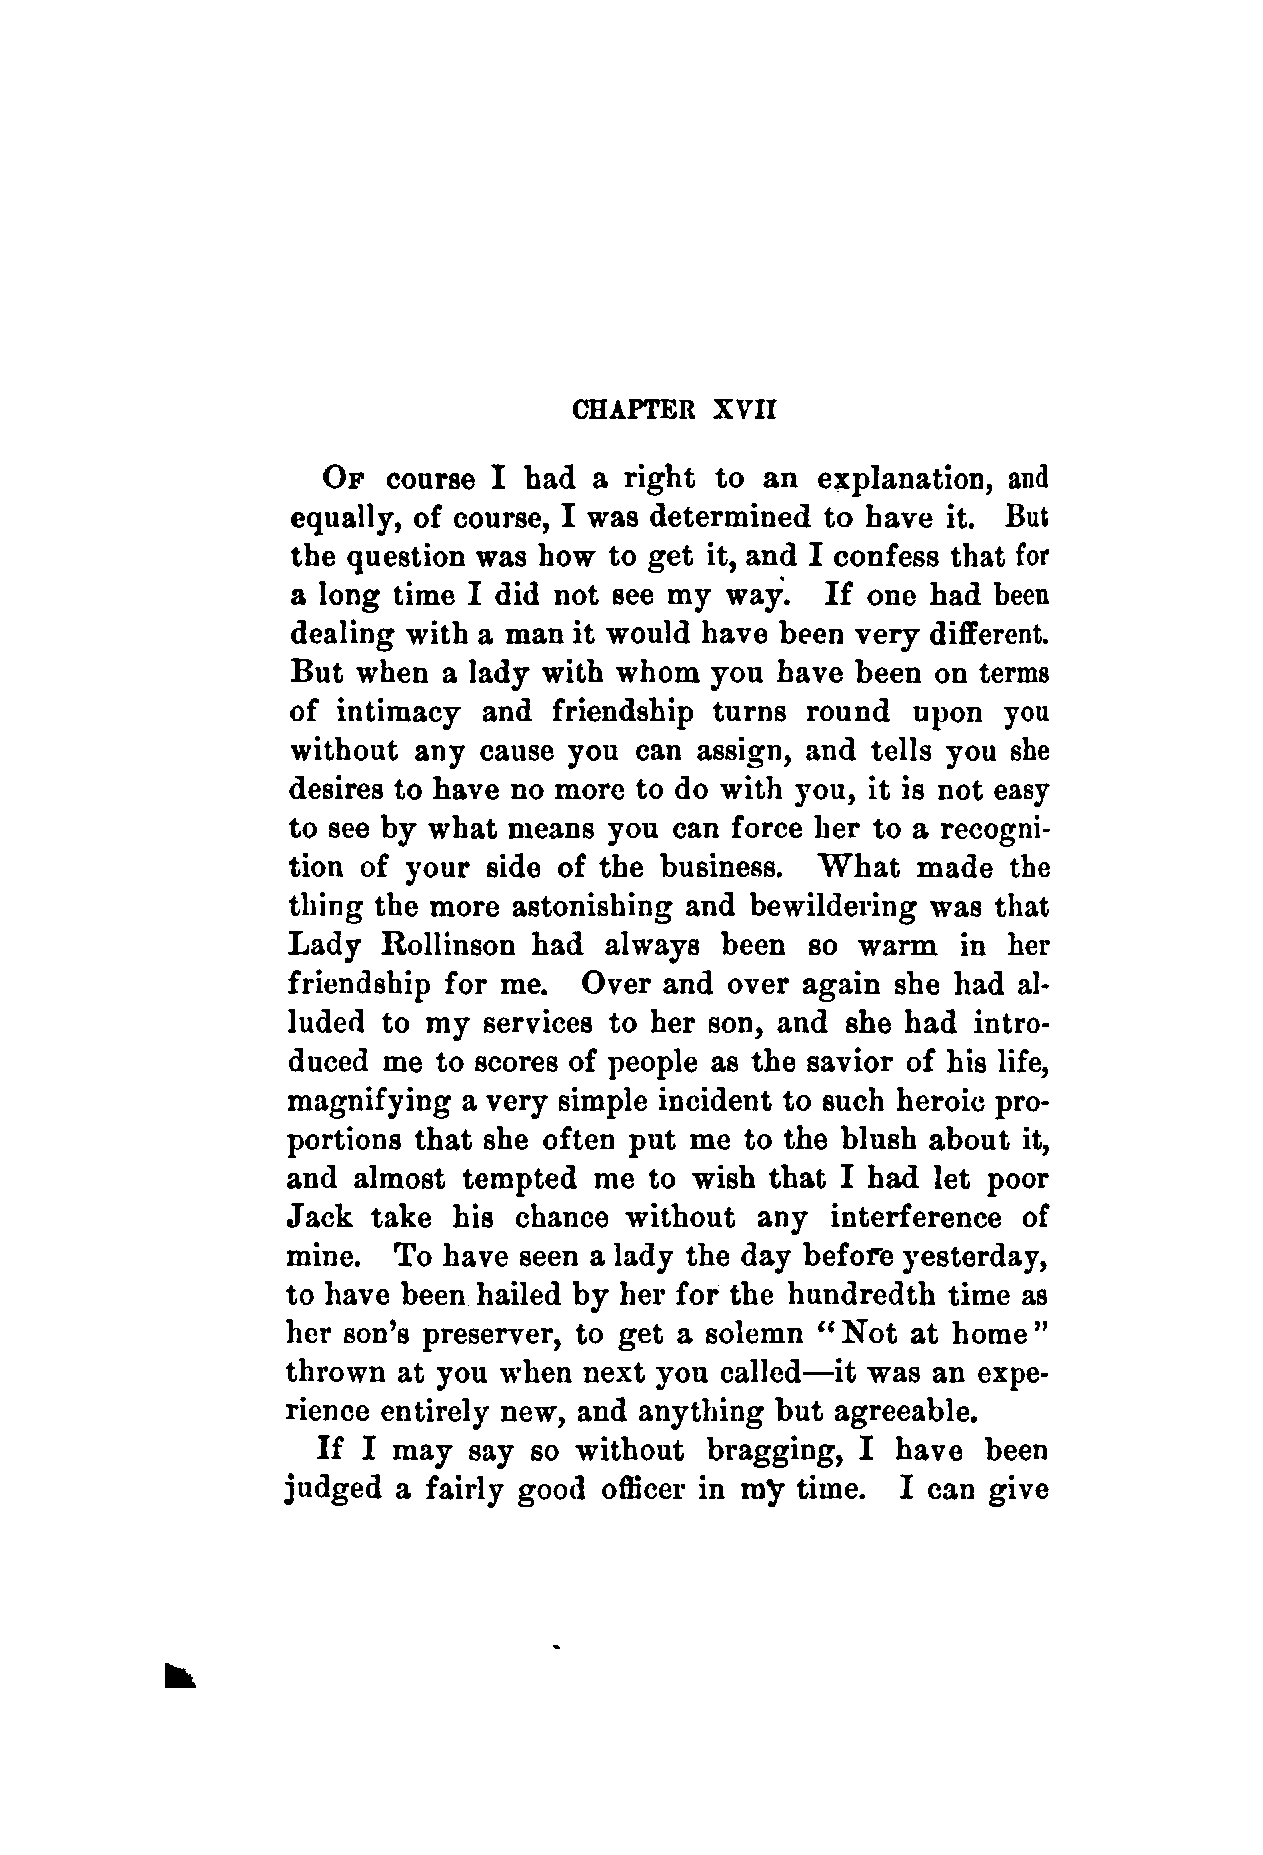 CHAPTER XVII
OF course I had a right to an explanation, and
equally, of course, I was determined to have it. But
the question was how to get it, and I confess that for
a long time I did not see my way. If one had been
dealing with a man it would have been very different.
But when a lady with whom you have been on terms
of intimacy and friendship turns round upon you
without any cause you can assign, and tells you she
desires to have no more to do with you, it is not easy
to see by what means you can force her to a recogni-
tion of your side of the business. What made the
thing the more astonishing and bewildering was that
Lady Rollinson had always been so warm in her
friendship for me. Over and over again she had al-
luded to my services to her son, and she had intro-
duced me to scores of people as the savior of his life,
magnifying a very simple incident to such heroic pro-
portions that she often put me to the blush about it,
and almost tempted me to wish that I had let poor
Jack take his chance without any interference of
mine. To have seen a lady the day before yesterday,
to have been hailed by her for the hundredth time as
her son's preserver, to get a solemn "Not at home"
thrown at you when next you called—it was an expe-
rience entirely new, and anything but agreeable.
If I may say so without bragging, I have been
judged a fairly good officer in my time. I can give